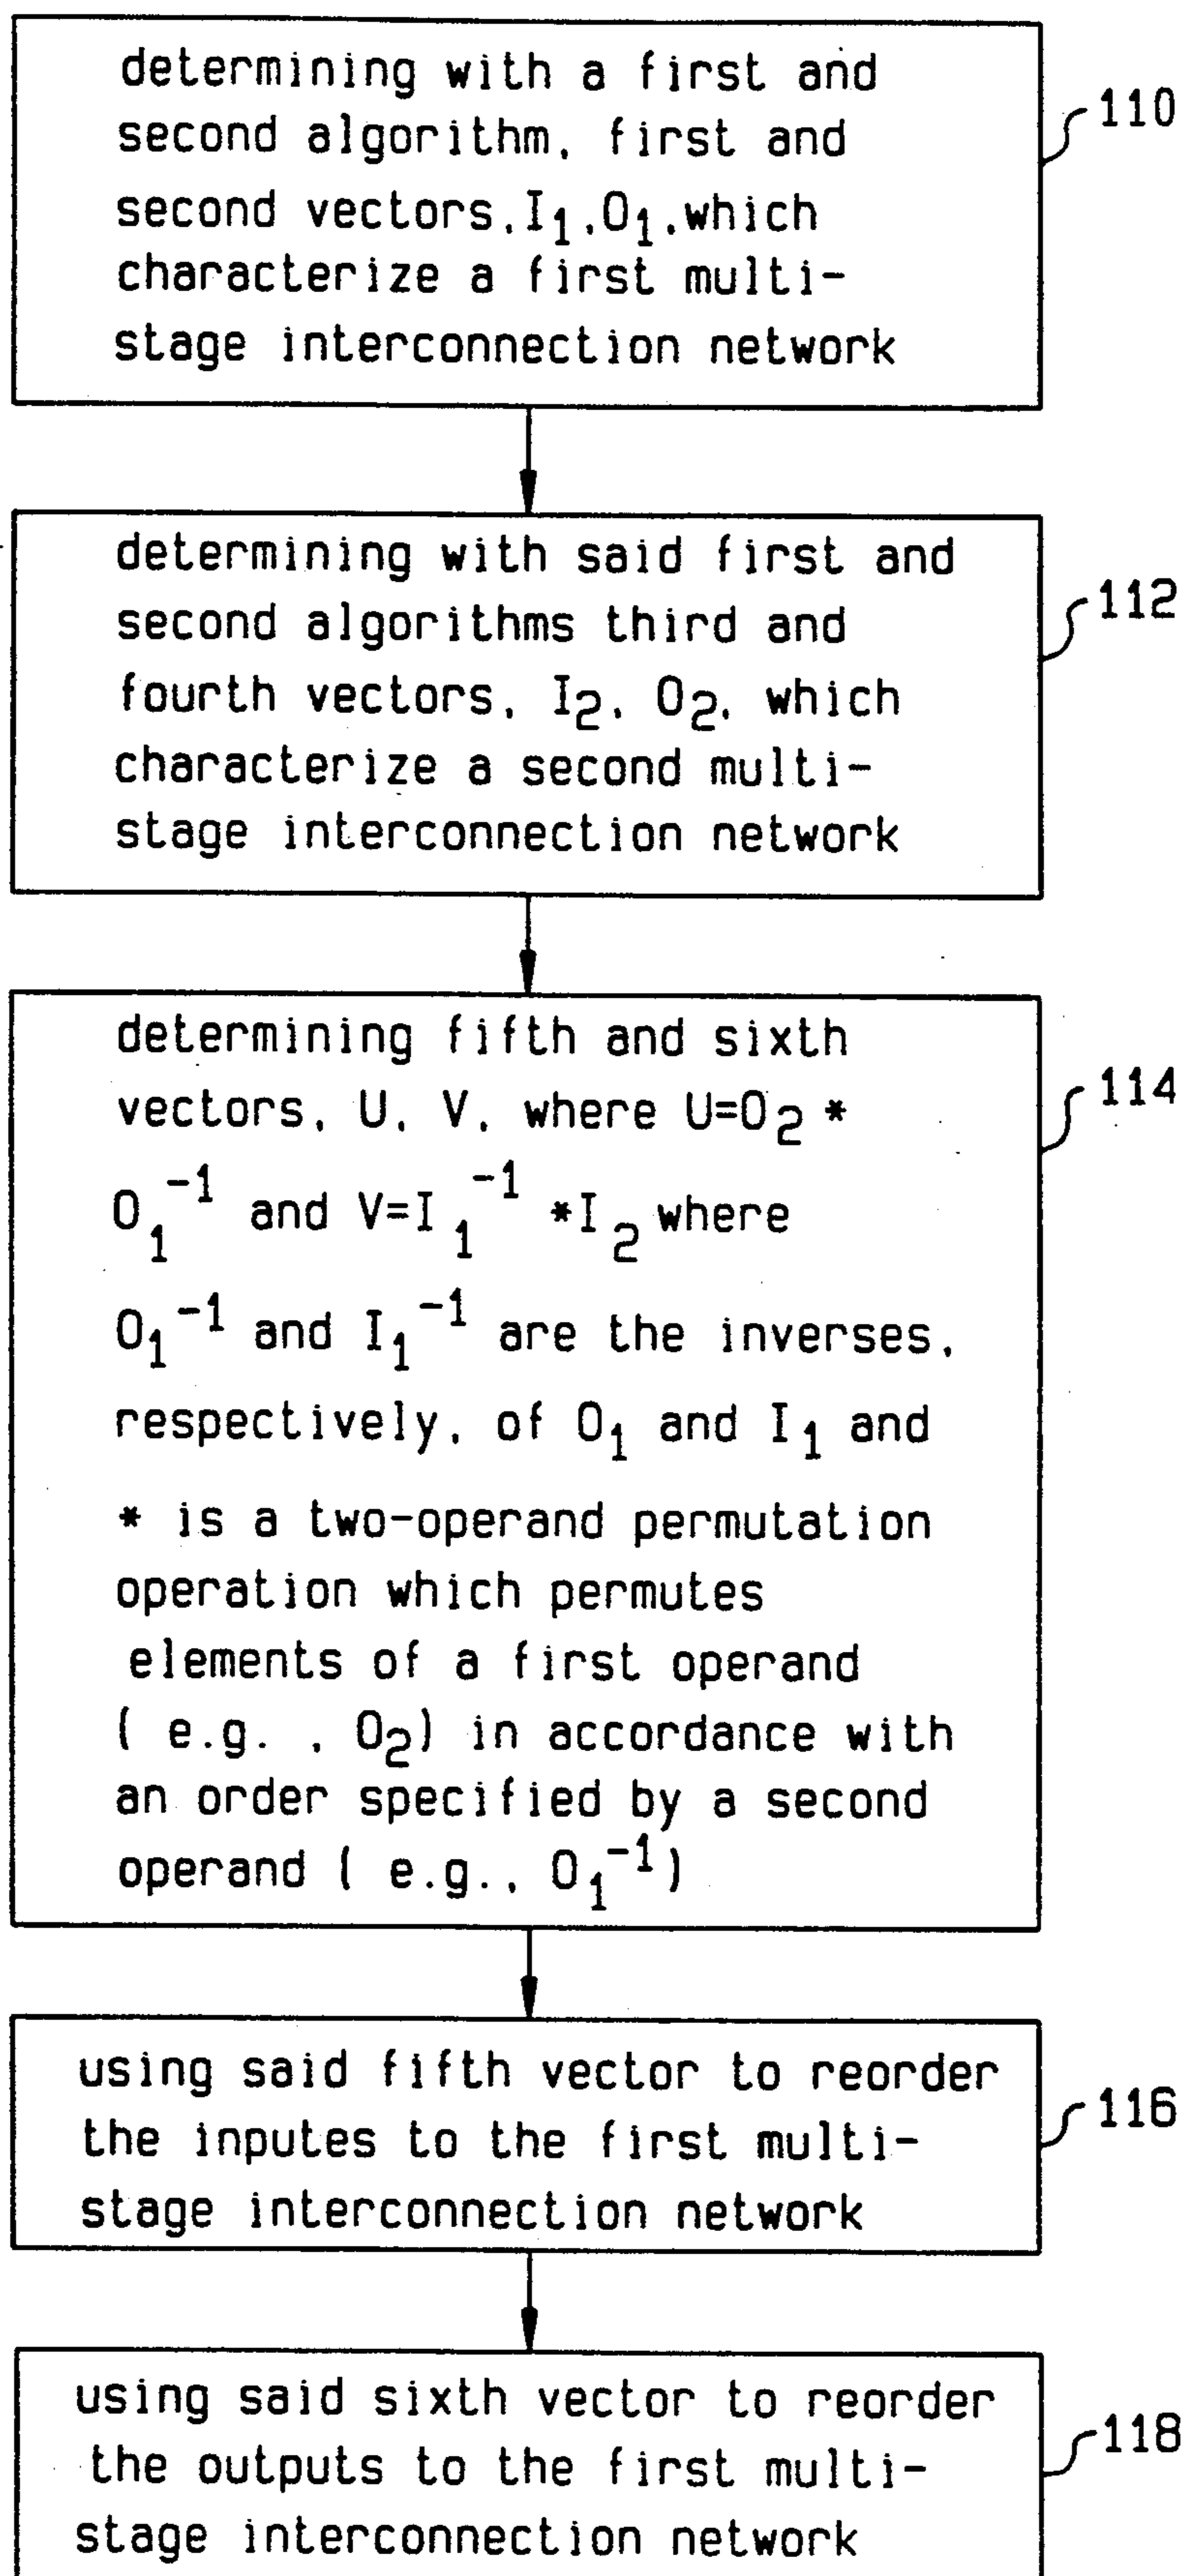 determining with a first and
second algorithm, first and
second vectors, I₁, O₁, which
characterize a first multi-
stage interconnection network
110
determining with said first and
second algorithms third and
fourth vectors, I₂, O₂, which
characterize a second multi-
stage interconnection network
112
determining fifth and sixth
vectors, U, V, where U=O₂ *
O₁⁻¹ and V=I₁⁻¹ *I₂ where
O₁⁻¹ and I₁⁻¹ are the inverses,
respectively, of O₁ and I₁ and
* is a two-operand permutation
operation which permutes
elements of a first operand
( e.g. , O₂) in accordance with
an order specified by a second
operand ( e.g., O₁⁻¹)
114
using said fifth vector to reorder
the inputes to the first multi-
stage interconnection network
116
using said sixth vector to reorder
the outputs to the first multi-
stage interconnection network
118